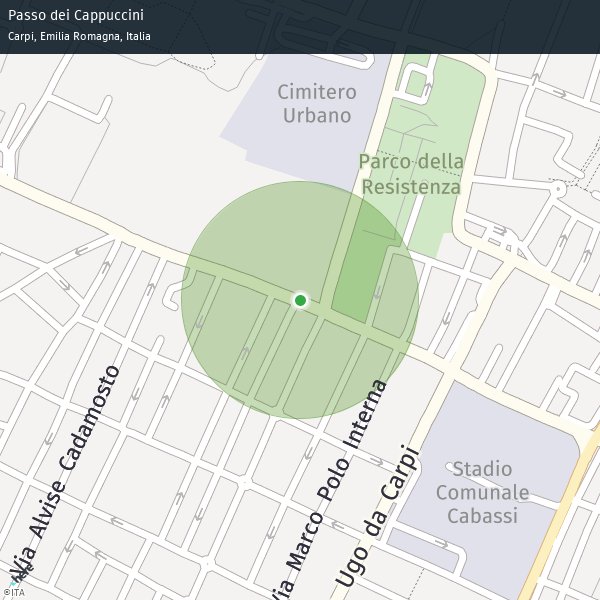 Passo dei Cappuccini
Carpi, Emilia Romagna, Italia
Cimitero
Urbano
Parco della
Resistenza
Via Alvise Cadamosto
Via Marco Polo Interna
Ugo da Carpi
Stadio
Comunale
Cabassi
here
©ITA